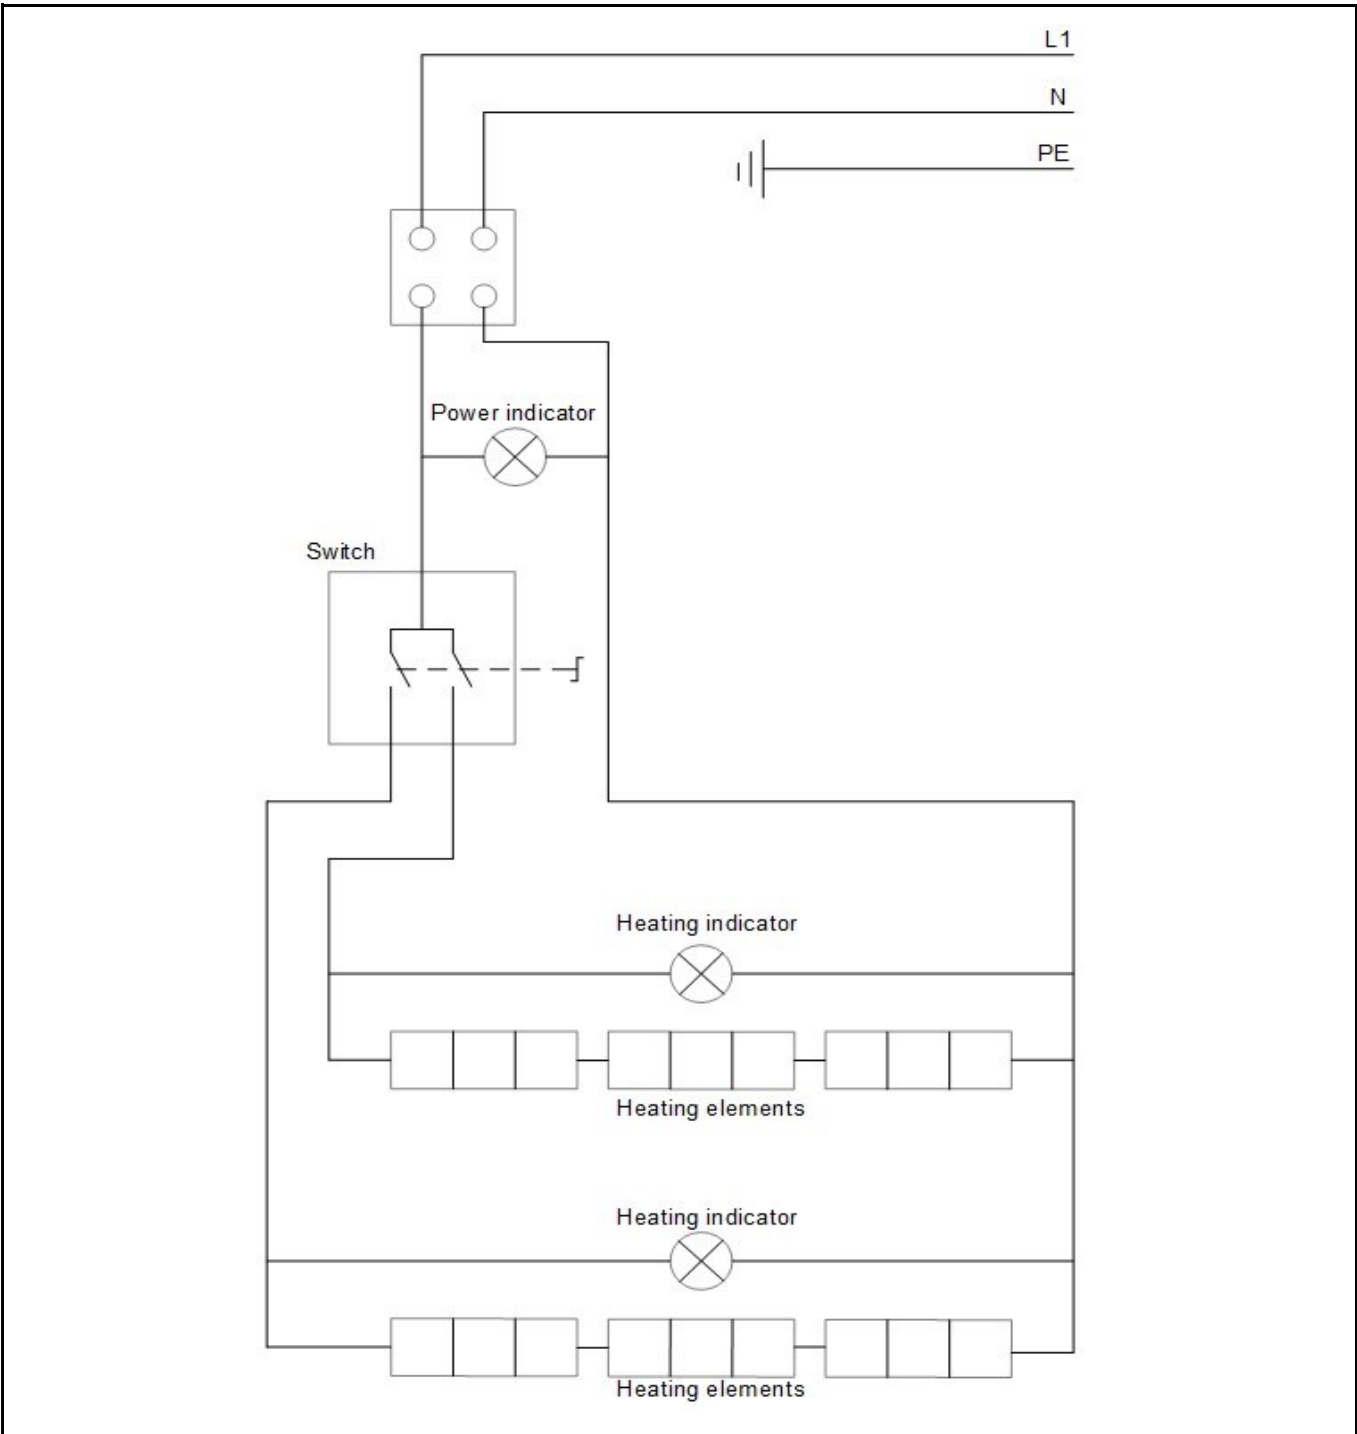 L1
N
PE
Power indicator
Switch
Heating indicator
Heating elements
Heating indicator
Heating elements